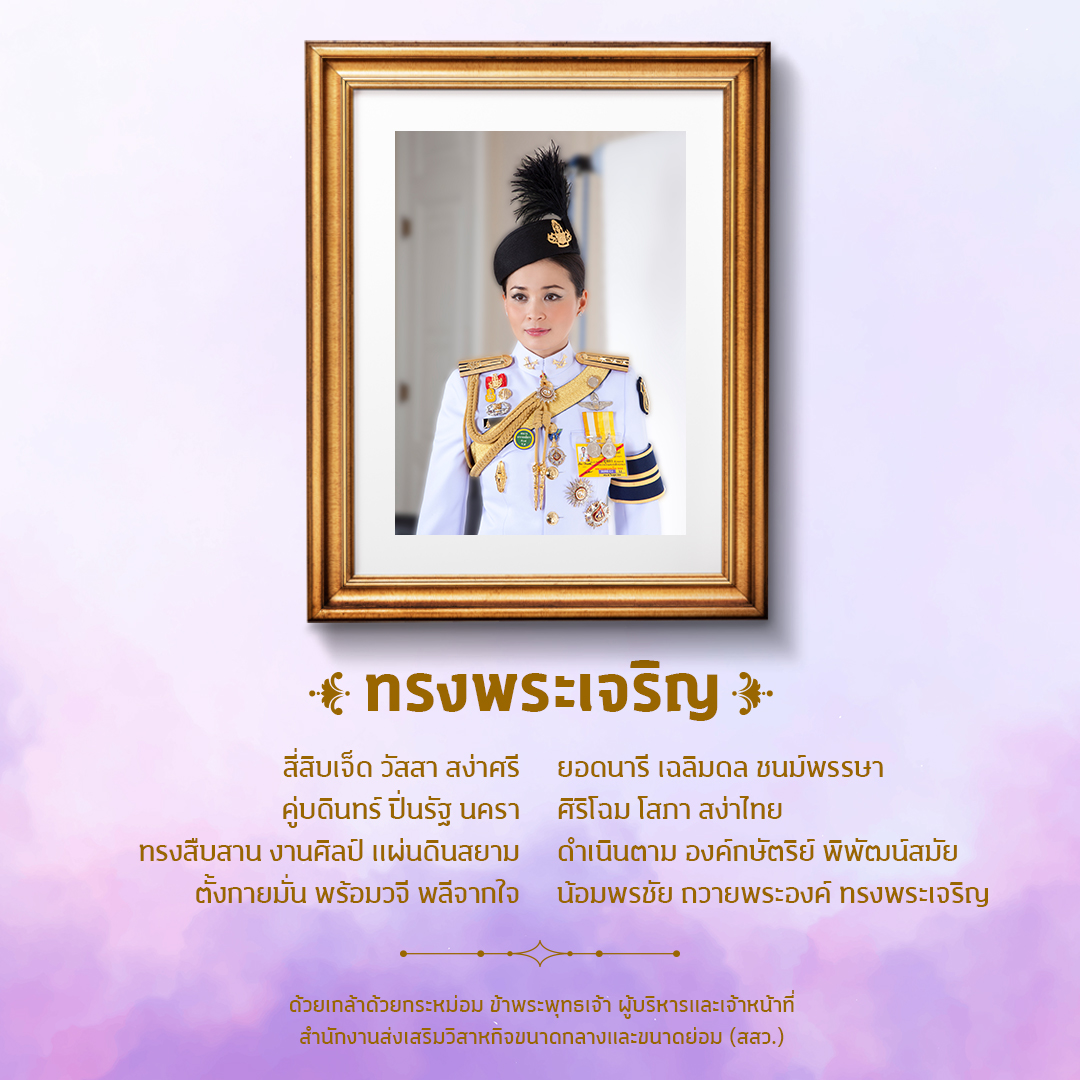 ทรงพระเจริญ
สี่สิบเจ็ด วัสสา สง่าศรี ยอดนารี เฉลิมดล ชนม์พรรษา
คู่บดินทร์ ปิ่นรัฐ นครา ศิริโฉม โสภา สง่าไทย
ทรงสืบสาน งานศิลป์ แผ่นดินสยาม ดำเนินตาม องค์กษัตริย์ พิพัฒน์สมัย
ตั้งกายมั่น พร้อมวจี พลีจากใจ น้อมพรชัย ถวายพระองค์ ทรงพระเจริญ
ด้วยเกล้าด้วยกระหม่อม ข้าพระพุทธเจ้า ผู้บริหารและเจ้าหน้าที่
สำนักงานส่งเสริมวิสาหกิจขนาดกลางและขนาดย่อม (สสว.)